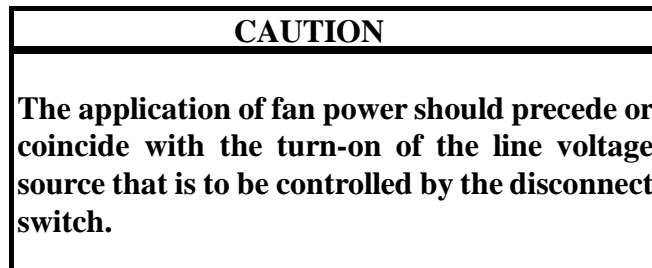 CAUTION
The application of fan power should precede or
coincide with the turn-on of the line voltage
source that is to be controlled by the disconnect
switch.